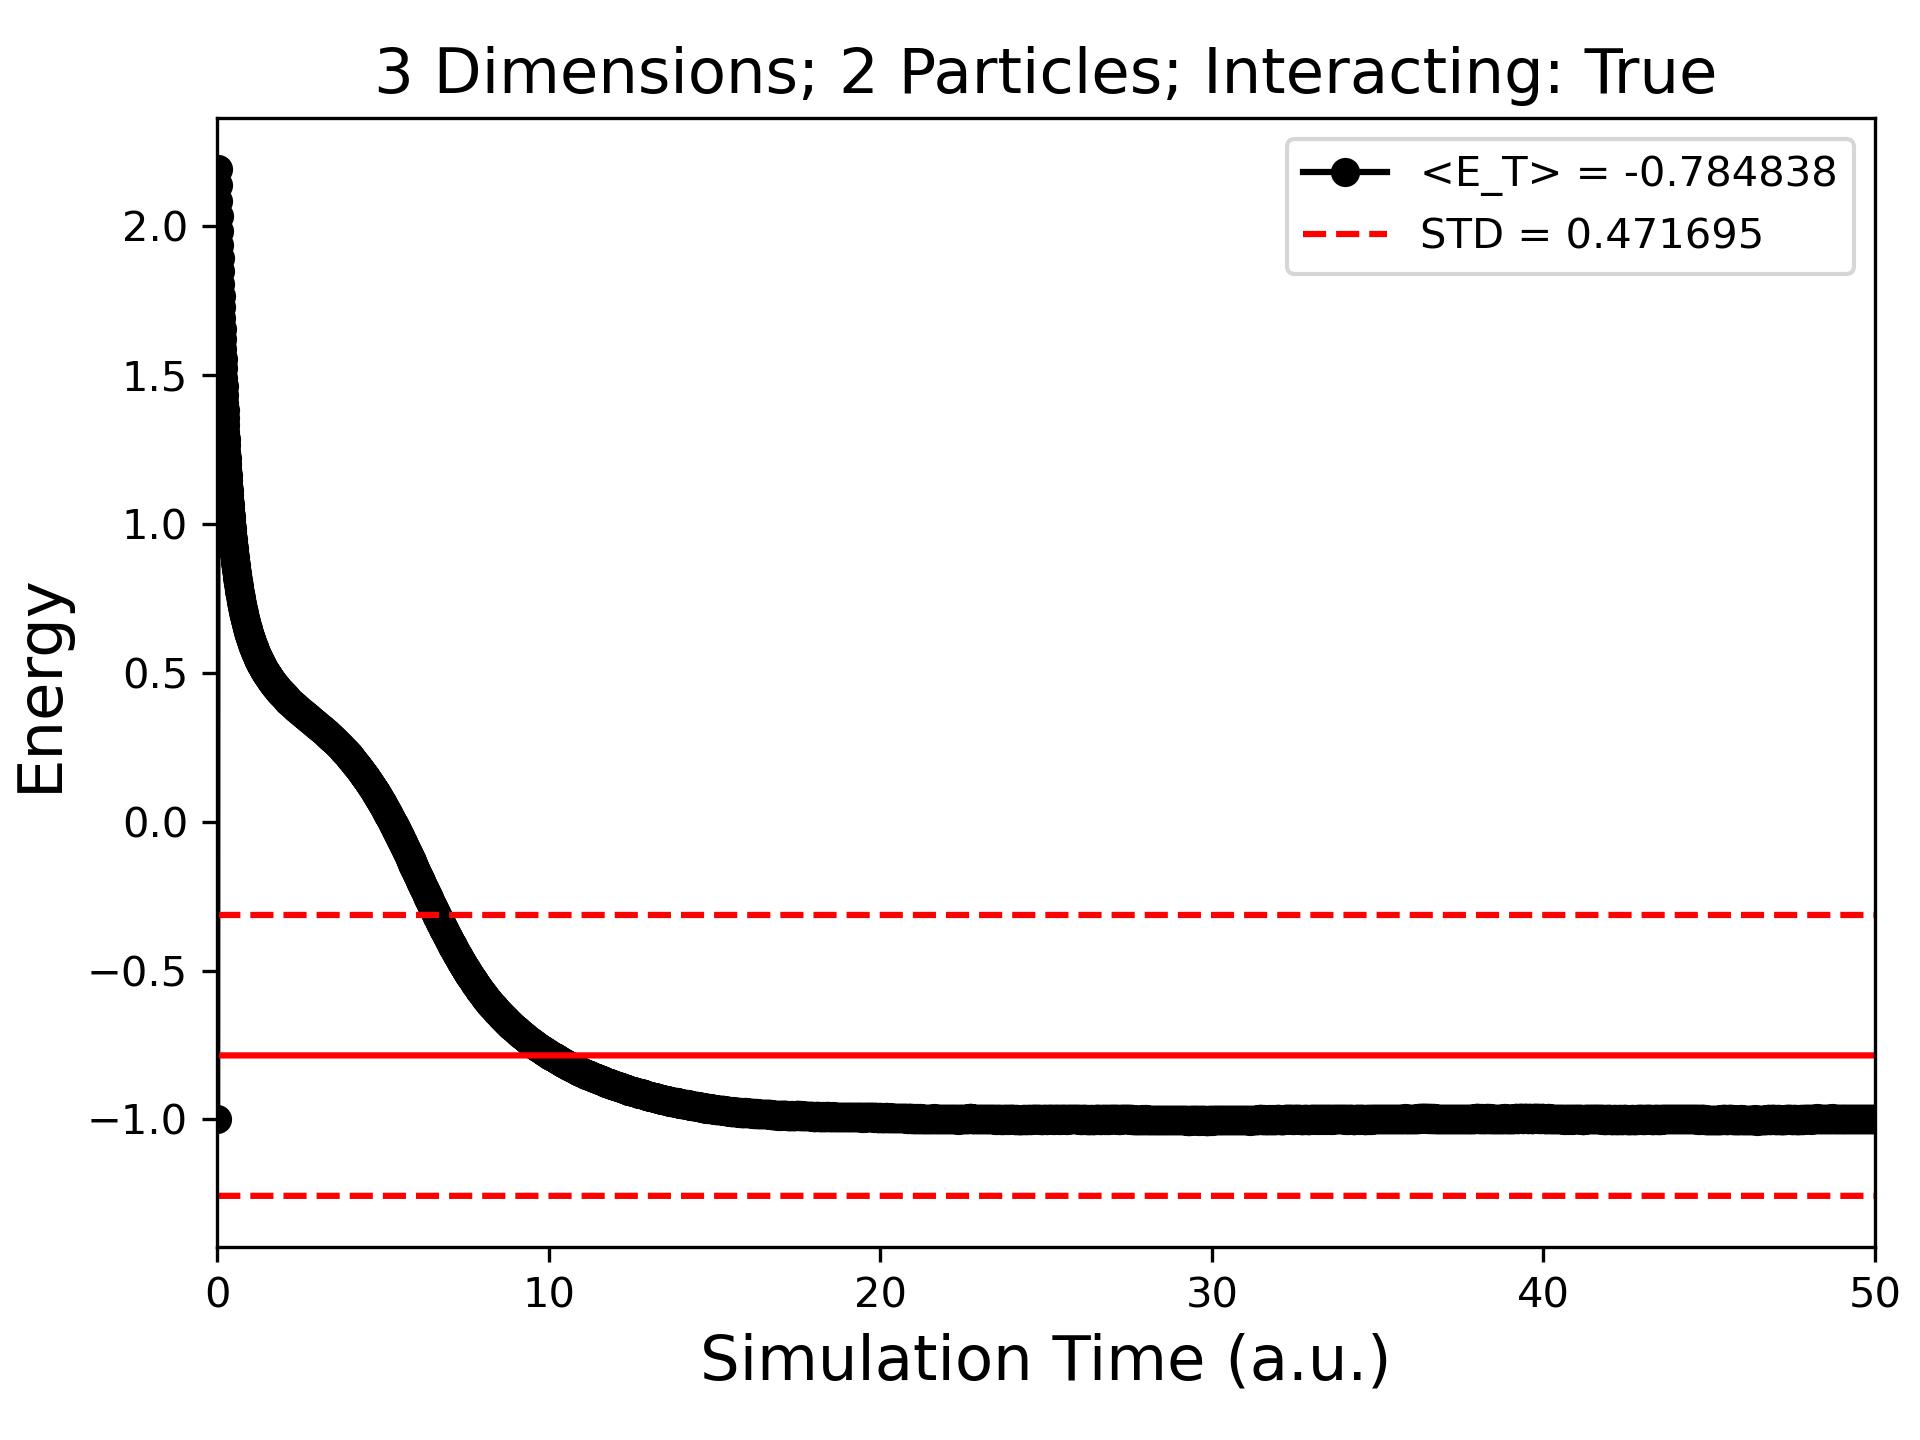 3 Dimensions; 2 Particles; Interacting: True
<E_T> = -0.784838
STD = 0.471695
Energy
2.0
1.5
1.0
0.5
0.0
−0.5
−1.0
0 10 20 30 40 50
Simulation Time (a.u.)